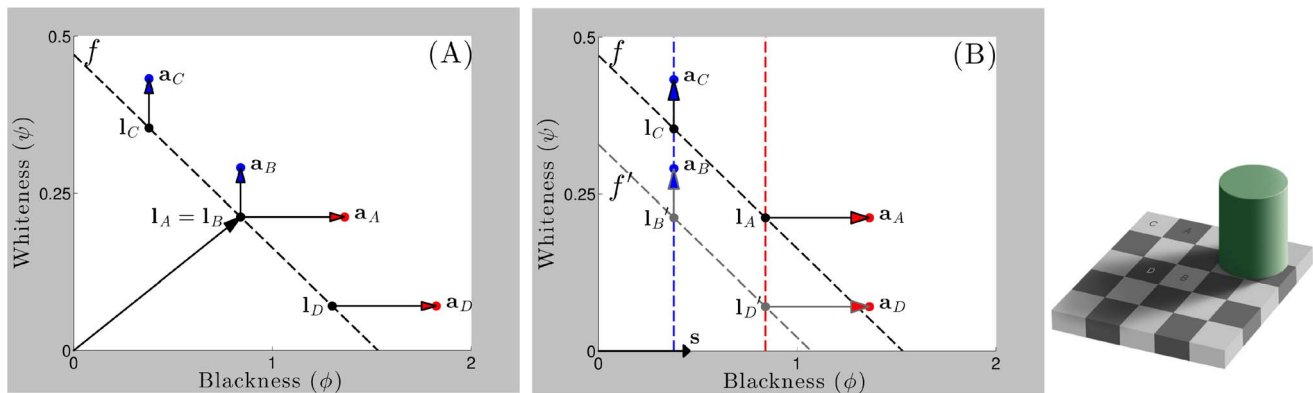 (A)
0.5
0.25
0
0
1
2
Whiteness (ψ)
Blackness (ϕ)
f
a_C
l_C
a_B
l_A = l_B
a_A
l_D
a_D
(B)
0.5
0.25
0
0
1
2
Whiteness (ψ)
Blackness (ϕ)
f
f′
a_C
l_C
a_B
l_B′
l_A
a_A
l_D′
a_D
s
C A
D B